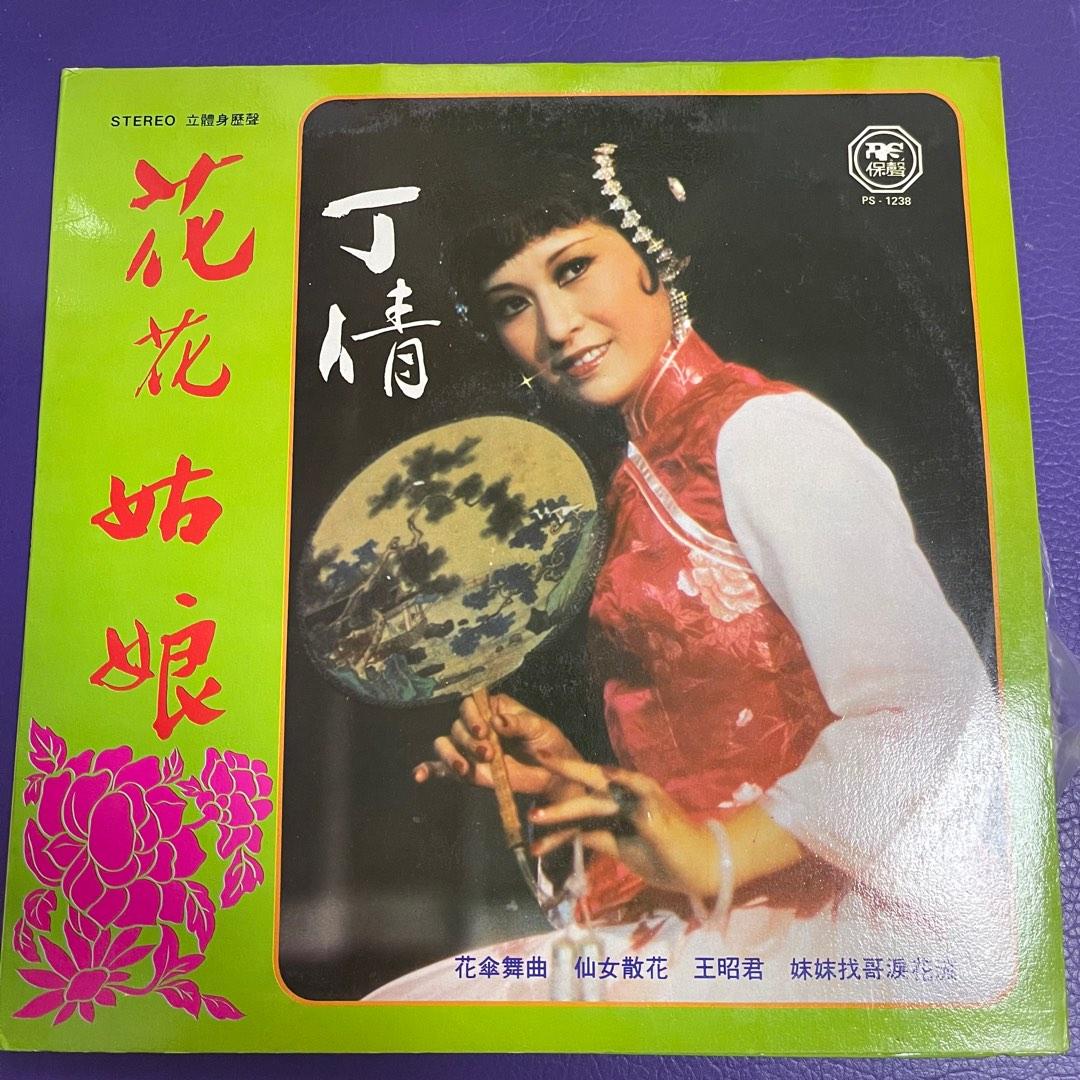 STEREO 立體身歷聲
花花姑娘
丁情
PS
保聲
PS-1238
花傘舞曲 仙女散花 王昭君 妹妹找哥淚花流